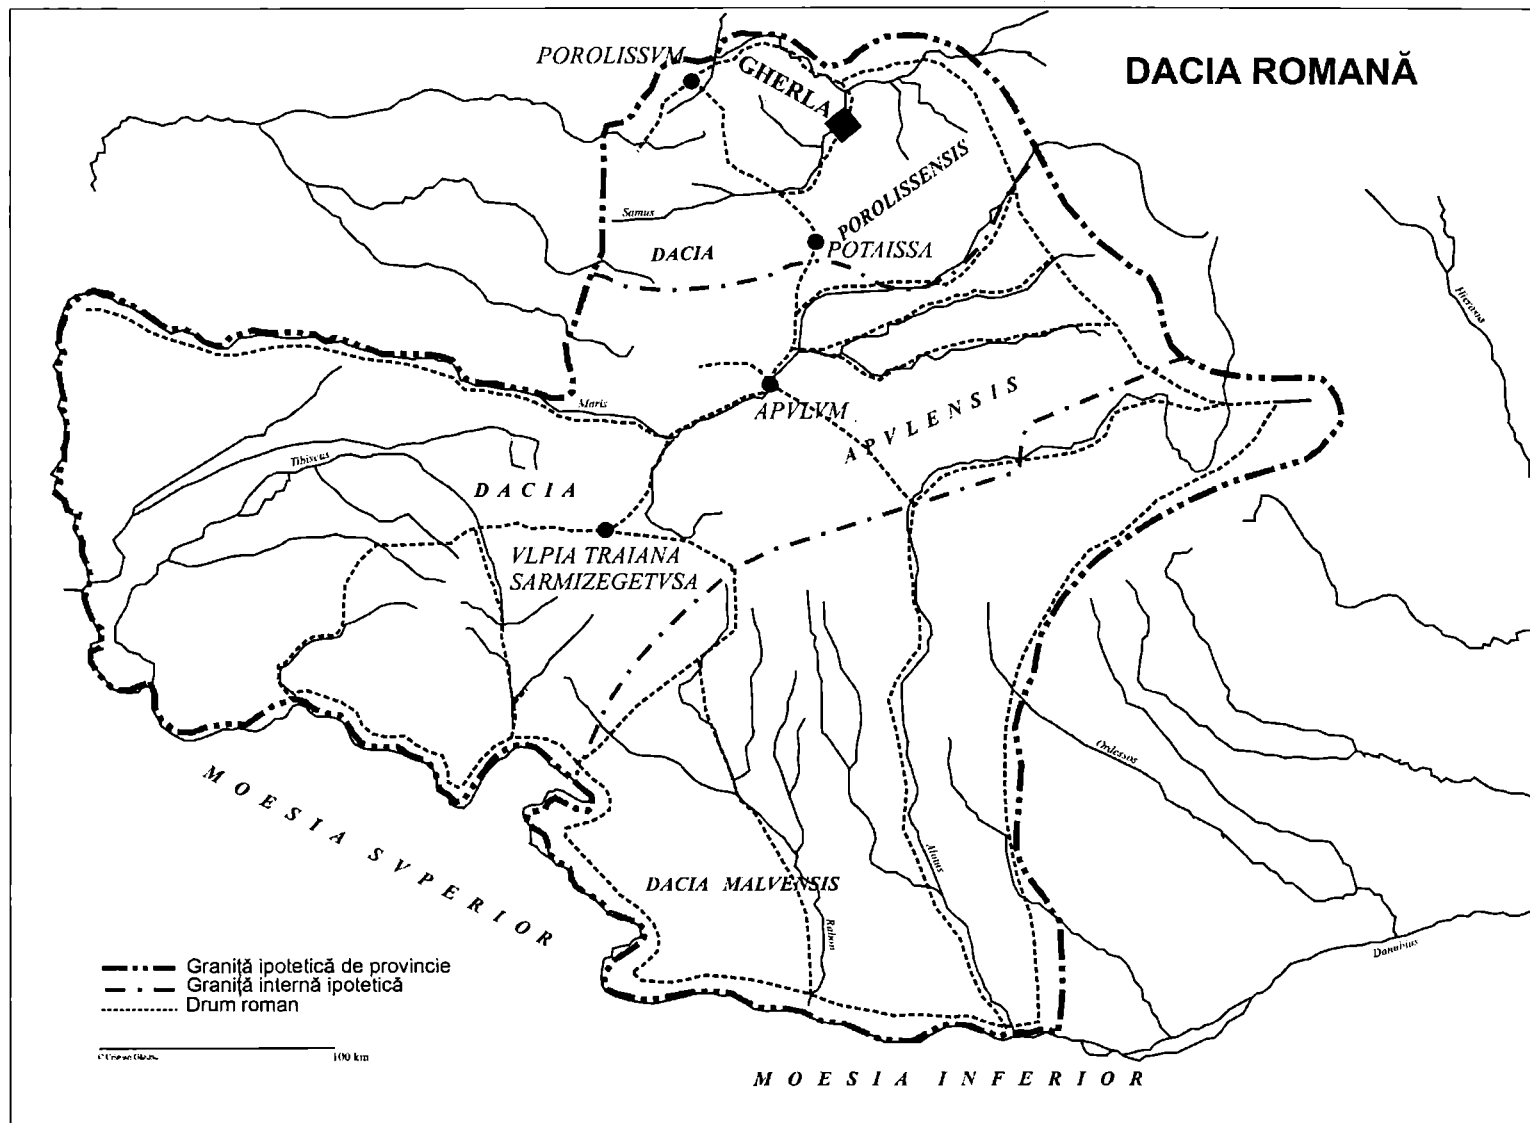 DACIA ROMANĂ
POROLISSVM
GHERLA
POROLISSENSIS
Samus
DACIA
POTAISSA
Hierasus
Maris
APVLVM
APVLENSIS
Tibiscus
DACIA
VLPIA TRAIANA
SARMIZEGETVSA
Ordessos
MOESIA SVPERIOR
Alutus
DACIA MALVENSIS
Rabon
Danubius
Graniță ipotetică de provincie
Graniță internă ipotetică
Drum roman
100 km
MOESIA INFERIOR